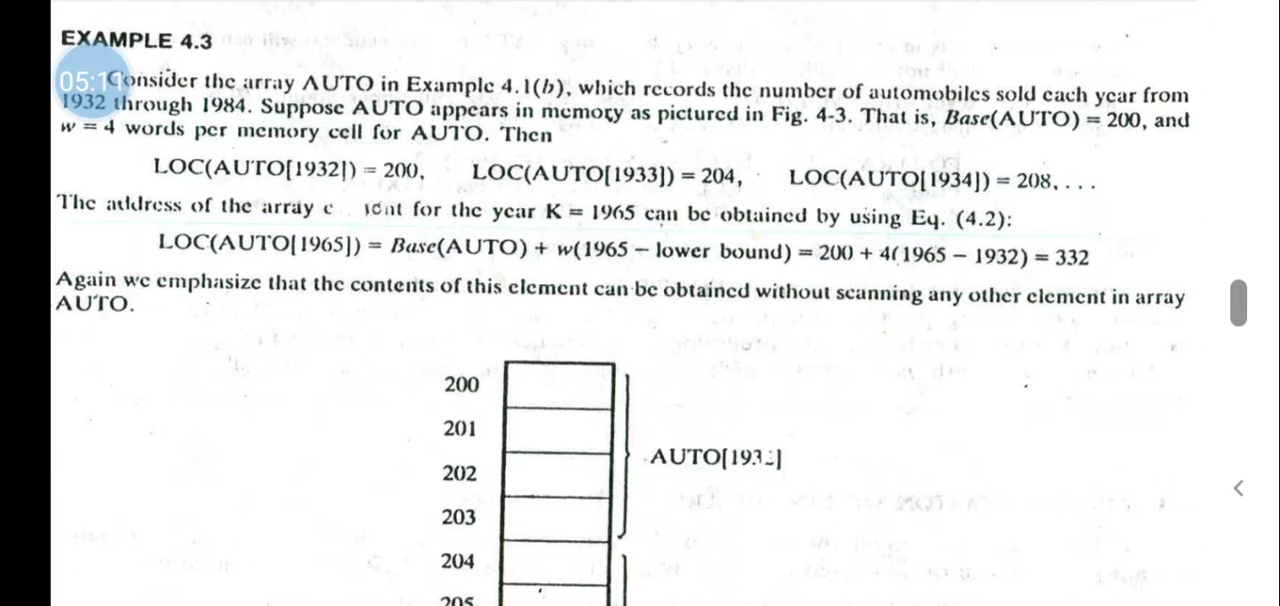 EXAMPLE 4.3
05:11
Consider the array AUTO in Example 4.1(b), which records the number of automobiles sold each year from
1932 through 1984. Suppose AUTO appears in memory as pictured in Fig. 4-3. That is, Base(AUTO) = 200, and
w = 4 words per memory cell for AUTO. Then
LOC(AUTO[1932]) = 200, LOC(AUTO[1933]) = 204, LOC(AUTO[1934]) = 208, . . .
The address of the array for the year K = 1965 can be obtained by using Eq. (4.2):
LOC(AUTO[1965]) = Base(AUTO) + w(1965 − lower bound) = 200 + 4(1965 − 1932) = 332
Again we emphasize that the contents of this element can be obtained without scanning any other element in array
AUTO.
200
201
202
AUTO[1932]
203
204
205
<